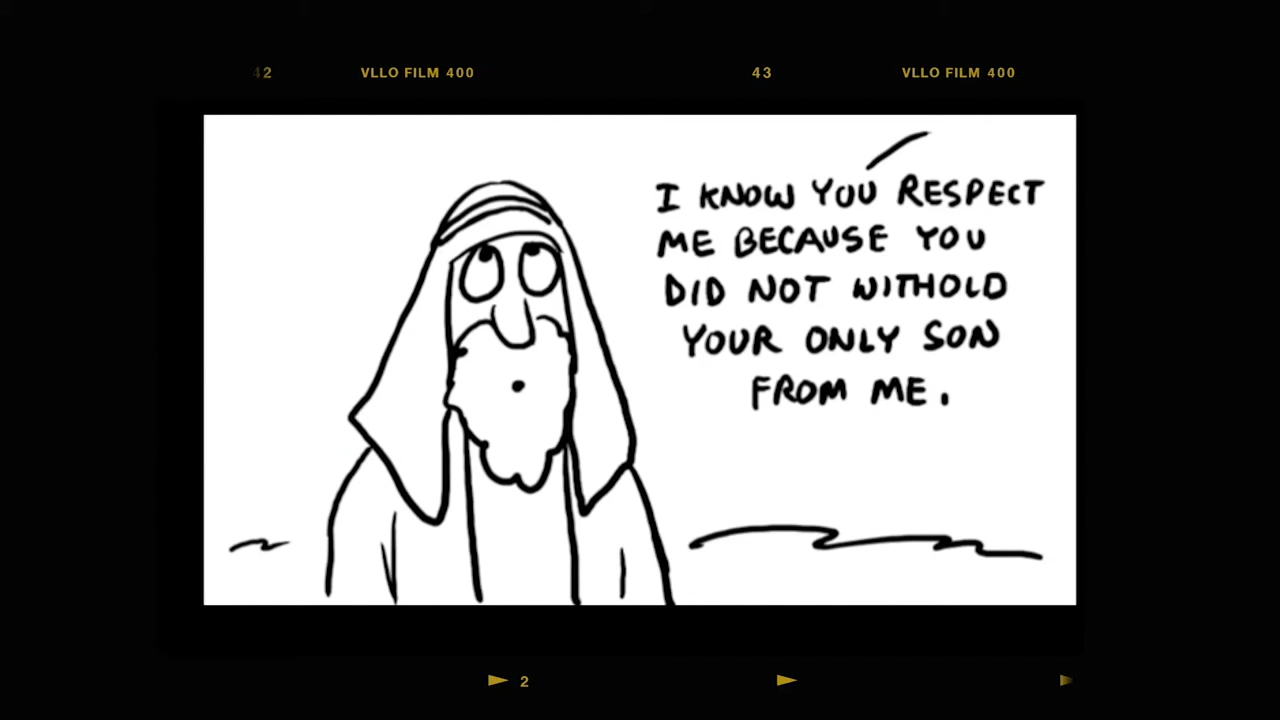 42 VLLO FILM 400 43 VLLO FILM 400
I KNOW YOU RESPECT
ME BECAUSE YOU
DID NOT WITHOLD
YOUR ONLY SON
FROM ME.
2